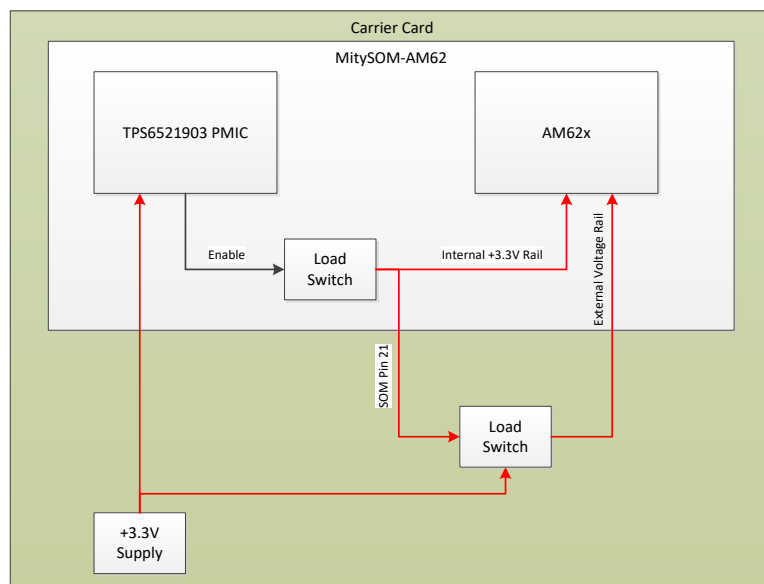 Carrier Card
MitySOM-AM62
TPS6521903 PMIC
AM62x
Enable
Load
Switch
Internal +3.3V Rail
External Voltage Rail
SOM Pin 21
Load
Switch
+3.3V
Supply